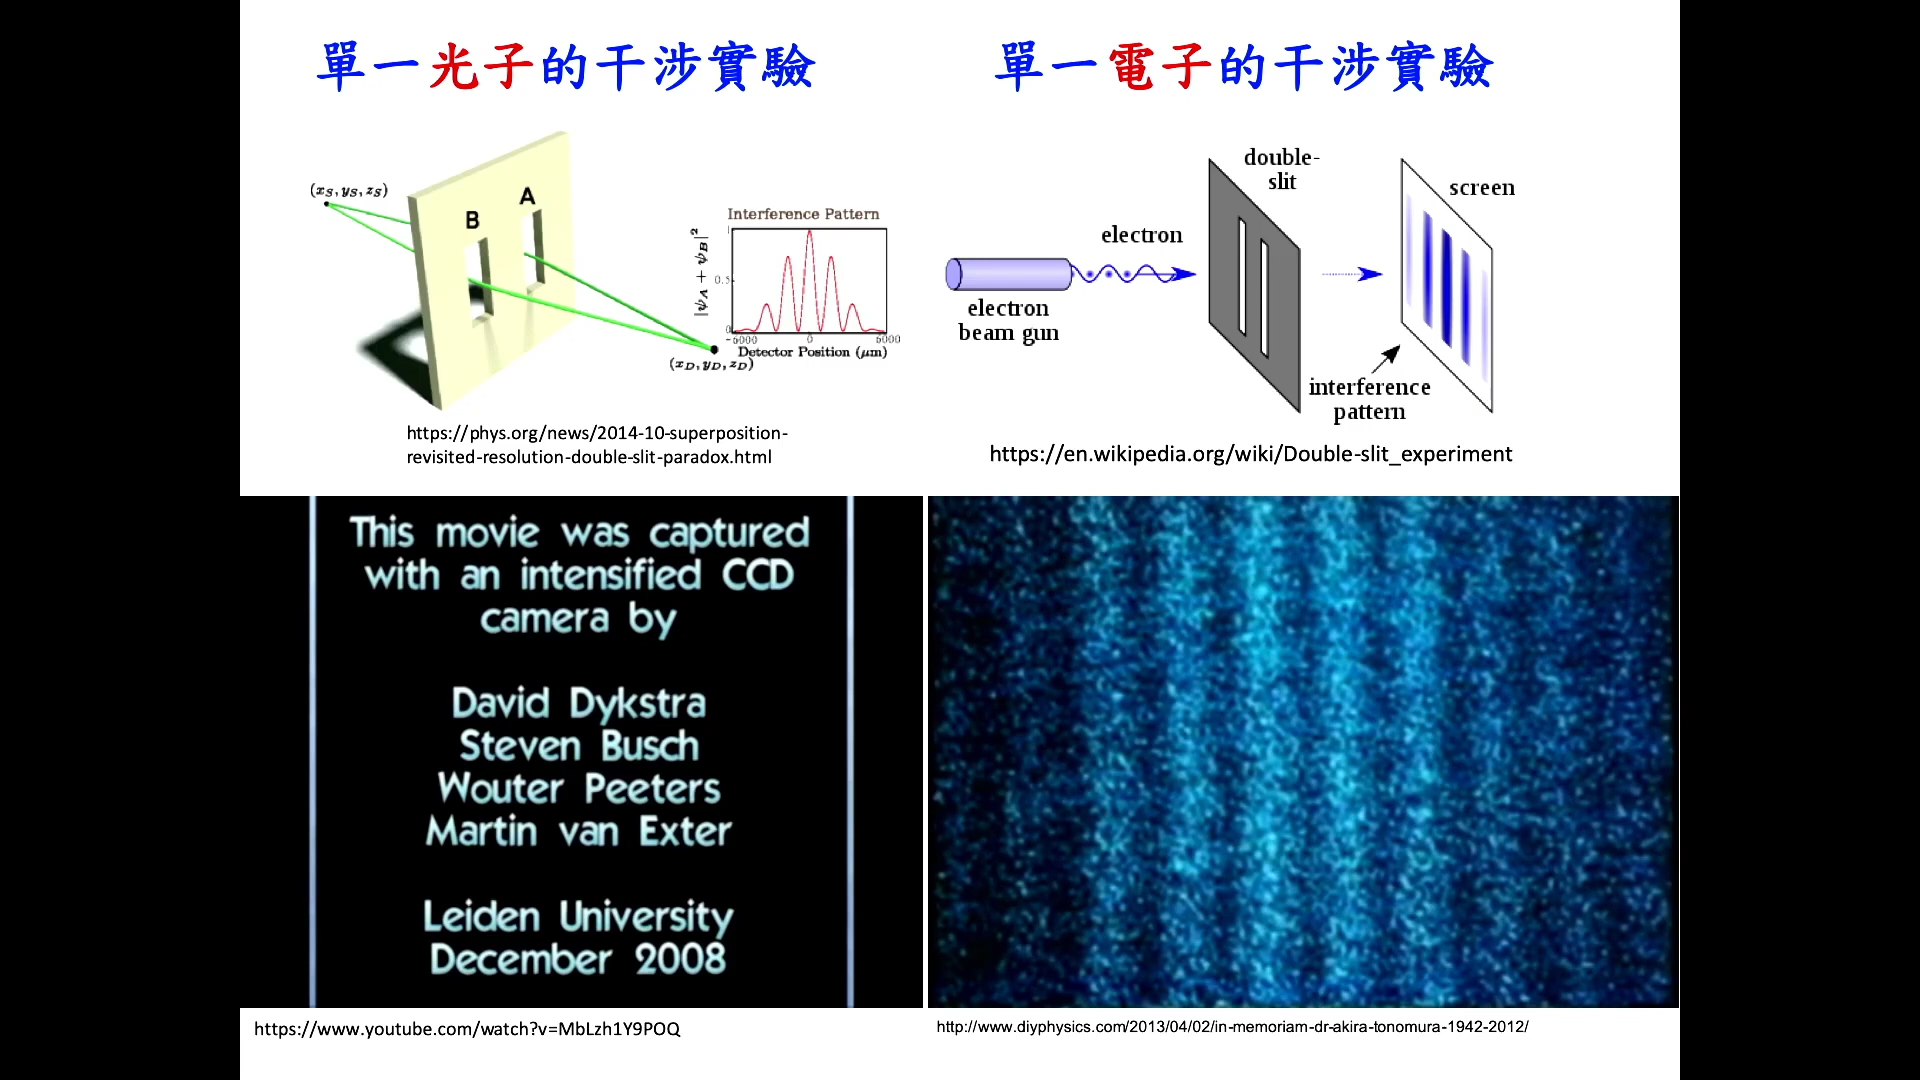 單一光子的干涉實驗
(xS, yS, zS)
B
A
Interference Pattern
|ψA + ψB|²
1
0.5
0
-5000
0
5000
Detector Position (μm)
(xD, yD, zD)
https://phys.org/news/2014-10-superposition-
revisited-resolution-double-slit-paradox.html
單一電子的干涉實驗
double-
slit
screen
electron
electron
beam gun
interference
pattern
https://en.wikipedia.org/wiki/Double-slit_experiment
This movie was captured
with an intensified CCD
camera by
David Dykstra
Steven Busch
Wouter Peeters
Martin van Exter
Leiden University
December 2008
https://www.youtube.com/watch?v=MbLzh1Y9POQ
http://www.diyphysics.com/2013/04/02/in-memoriam-dr-akira-tonomura-1942-2012/